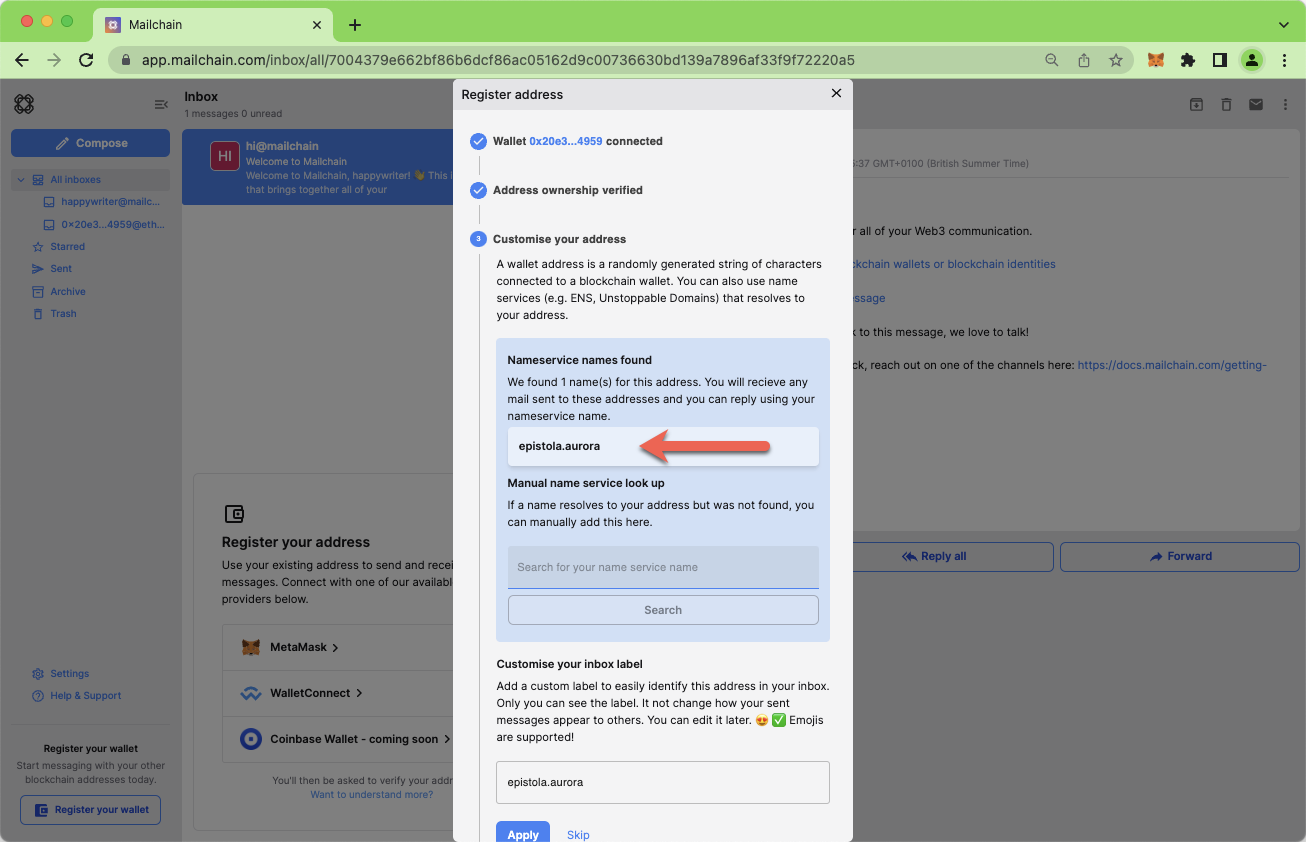 Mailchain
app.mailchain.com/inbox/all/7004379e662bf86b6dcf86ac05162d9c00736630bd139a7896af33f9f72220a5
Compose
All inboxes
happywriter@mailc...
0x20e3...4959@eth...
Starred
Sent
Archive
Trash
Settings
Help & Support
Register your wallet
Start messaging with your other
blockchain addresses today.
Register your wallet
Inbox
1 messages 0 unread
HI
hi@mailchain
Welcome to Mailchain
Welcome to Mailchain, happywriter! 👋 This i
that brings together all of your
Register your address
Use your existing address to send and recei
messages. Connect with one of our availabl
providers below.
MetaMask
WalletConnect
Coinbase Wallet - coming soon
You'll then be asked to verify your addr
Want to understand more?
Register address
Wallet 0x20e3...4959 connected
Address ownership verified
3 Customise your address
A wallet address is a randomly generated string of characters
connected to a blockchain wallet. You can also use name
services (e.g. ENS, Unstoppable Domains) that resolves to
your address.
Nameservice names found
We found 1 name(s) for this address. You will recieve any
mail sent to these addresses and you can reply using your
nameservice name.
epistola.aurora
Manual name service look up
If a name resolves to your address but was not found, you
can manually add this here.
Search for your name service name
Search
Customise your inbox label
Add a custom label to easily identify this address in your inbox.
Only you can see the label. It not change how your sent
messages appear to others. You can edit it later. 😍 ✅ Emojis
are supported!
epistola.aurora
Apply
Skip
:37 GMT+0100 (British Summer Time)
r all of your Web3 communication.
ckchain wallets or blockchain identities
essage
k to this message, we love to talk!
ck, reach out on one of the channels here: https://docs.mailchain.com/getting-
Reply all
Forward